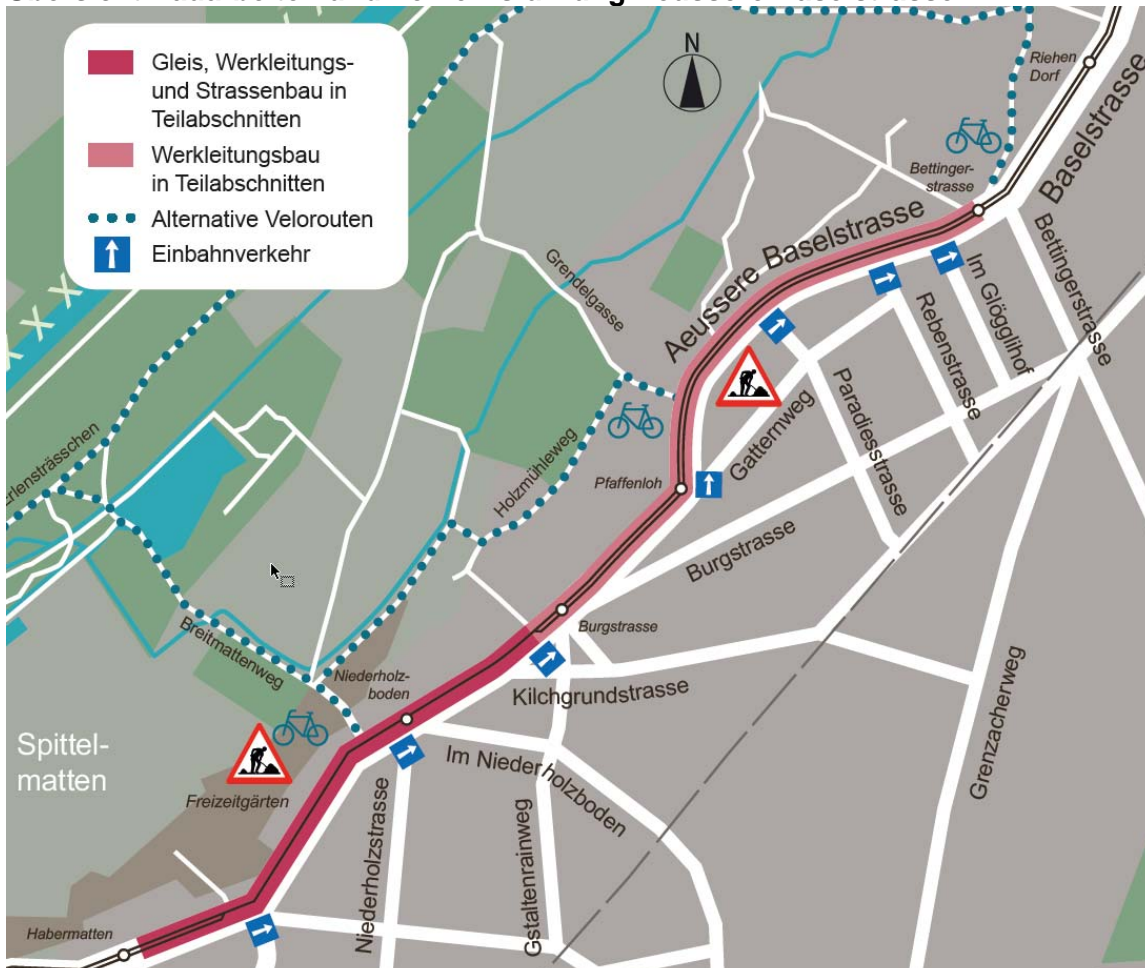 Gleis, Werkleitungs-
und Strassenbau in
Teilabschnitten
Werkleitungsbau
in Teilabschnitten
Alternative Velorouten
Einbahnverkehr
N
Riehen
Dorf
Baselstrasse
Bettinger-
strasse
Aeussere Baselstrasse
Bettingerstrasse
Im Glögglihof
Rebenstrasse
Grendelgasse
Paradiesstrasse
Gatternweg
Holzmühleweg
Erlensträsschen
Pfaffenloh
Burgstrasse
Burgstrasse
Breitmattenweg
Niederholz-
boden
Kilchgrundstrasse
Grenzacherweg
Spittel-
matten
Im Niederholzboden
Freizeitgärten
Niederholzstrasse
Gstaltenrainweg
Habermatten
X X X X